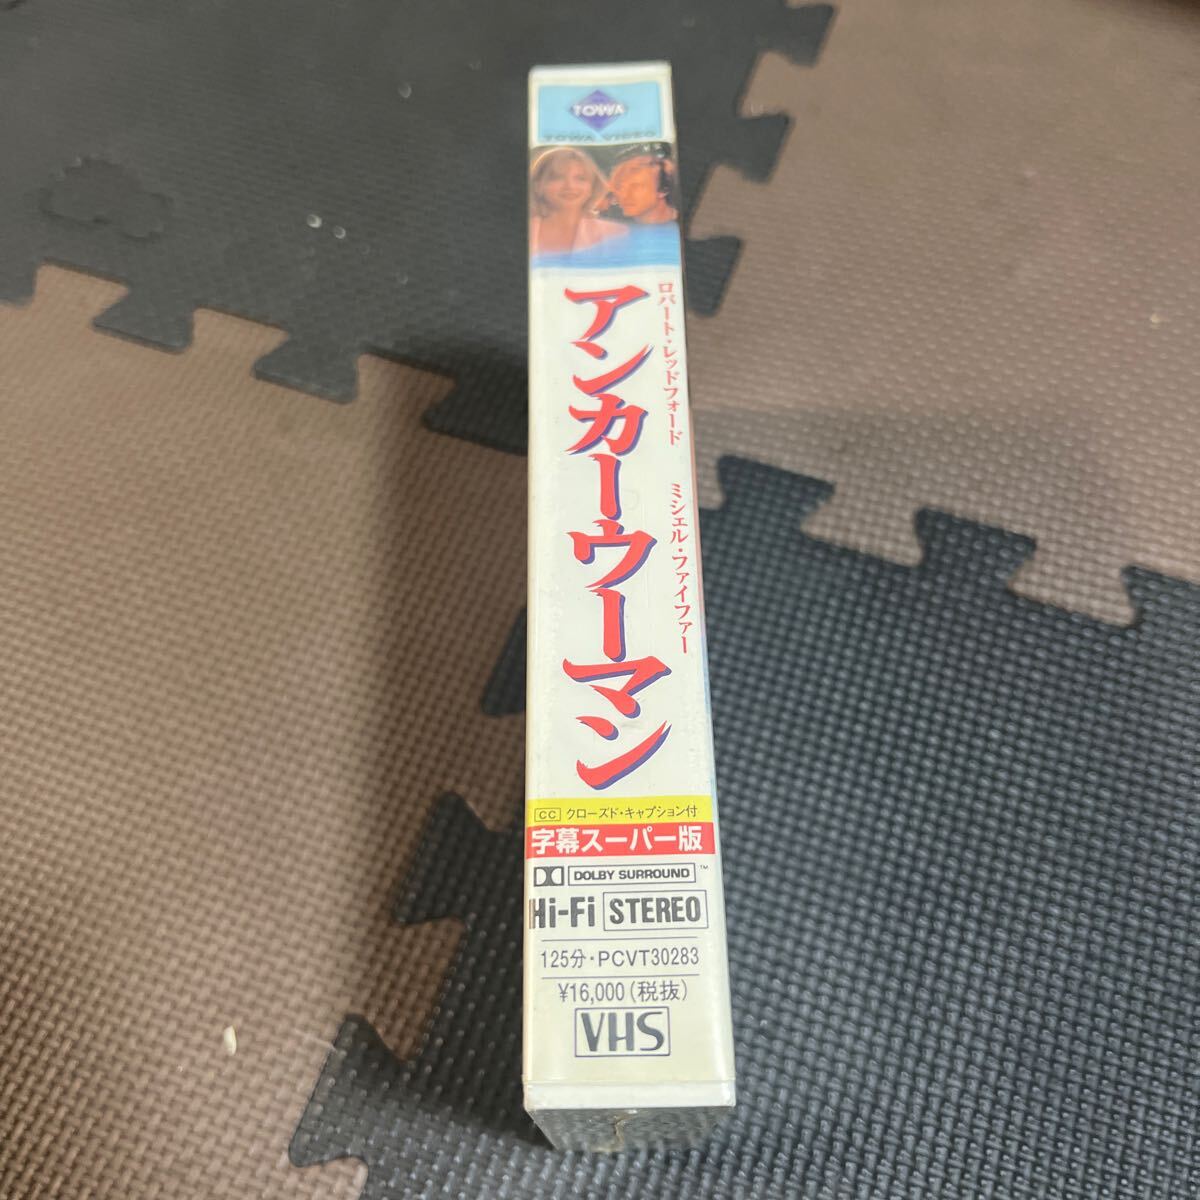 TOWA
TOWA VIDEO
ロバート・レッドフォード ミシェル・ファイファー
アンカーウーマン
CC クローズド・キャプション付
字幕スーパー版
DOLBY SURROUND ™
Hi-Fi STEREO
125分・PCVT30283
¥16,000(税抜)
VHS